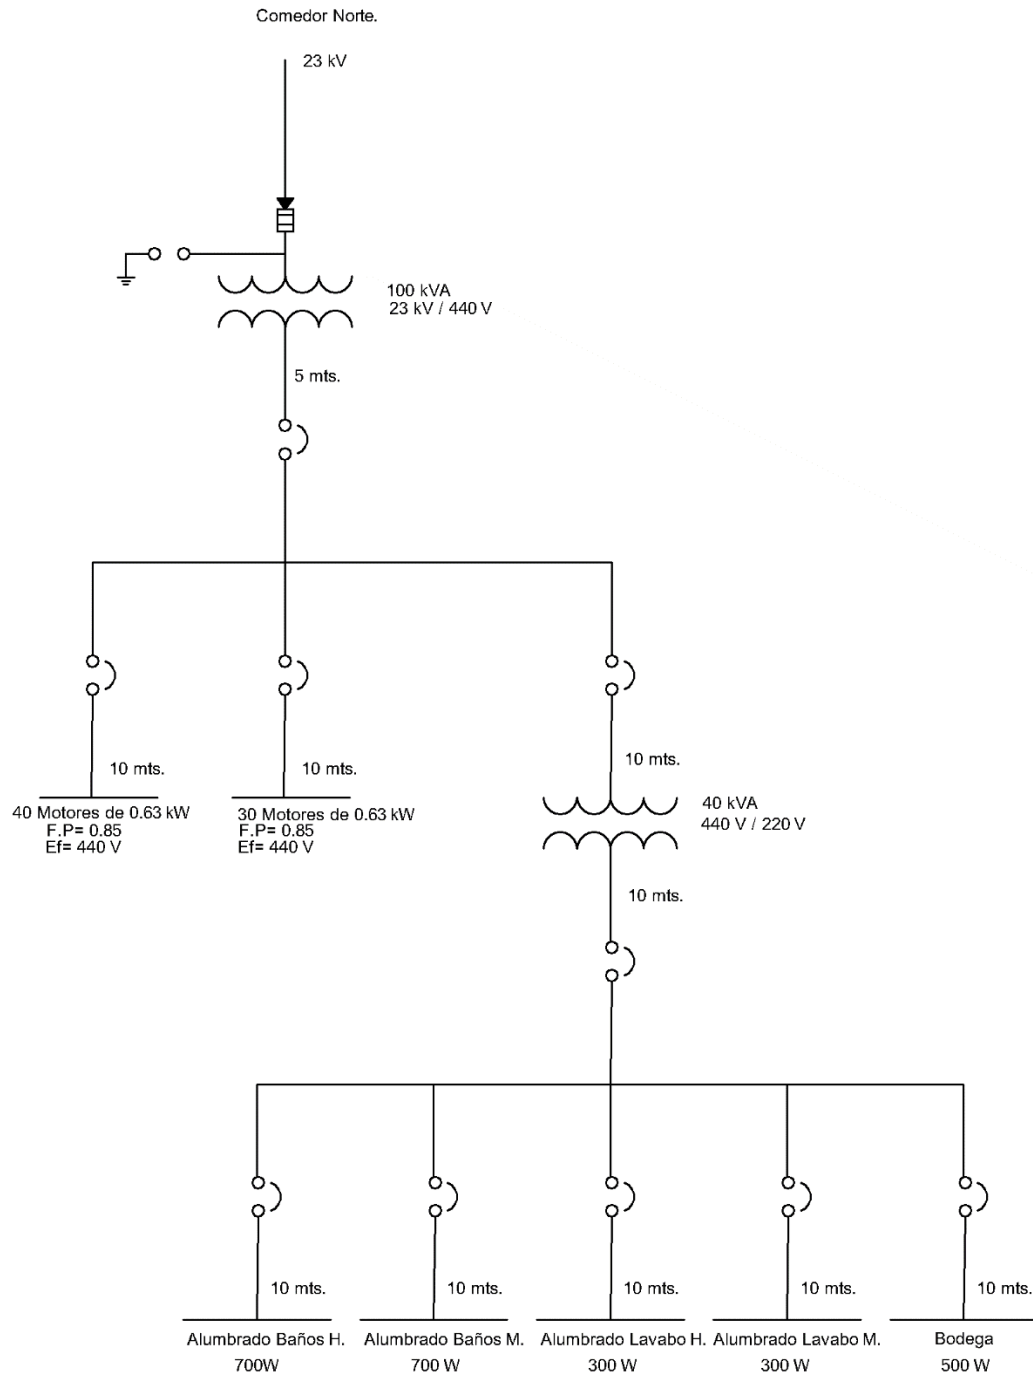 Comedor Norte.
23 kV
100 kVA
23 kV / 440 V
5 mts.
10 mts.
10 mts.
10 mts.
40 Motores de 0.63 kW
F.P= 0.85
Ef= 440 V
30 Motores de 0.63 kW
F.P= 0.85
Ef= 440 V
40 kVA
440 V / 220 V
10 mts.
10 mts.
10 mts.
10 mts.
10 mts.
10 mts.
Alumbrado Baños H.
700W
Alumbrado Baños M.
700 W
Alumbrado Lavabo H.
300 W
Alumbrado Lavabo M.
300 W
Bodega
500 W